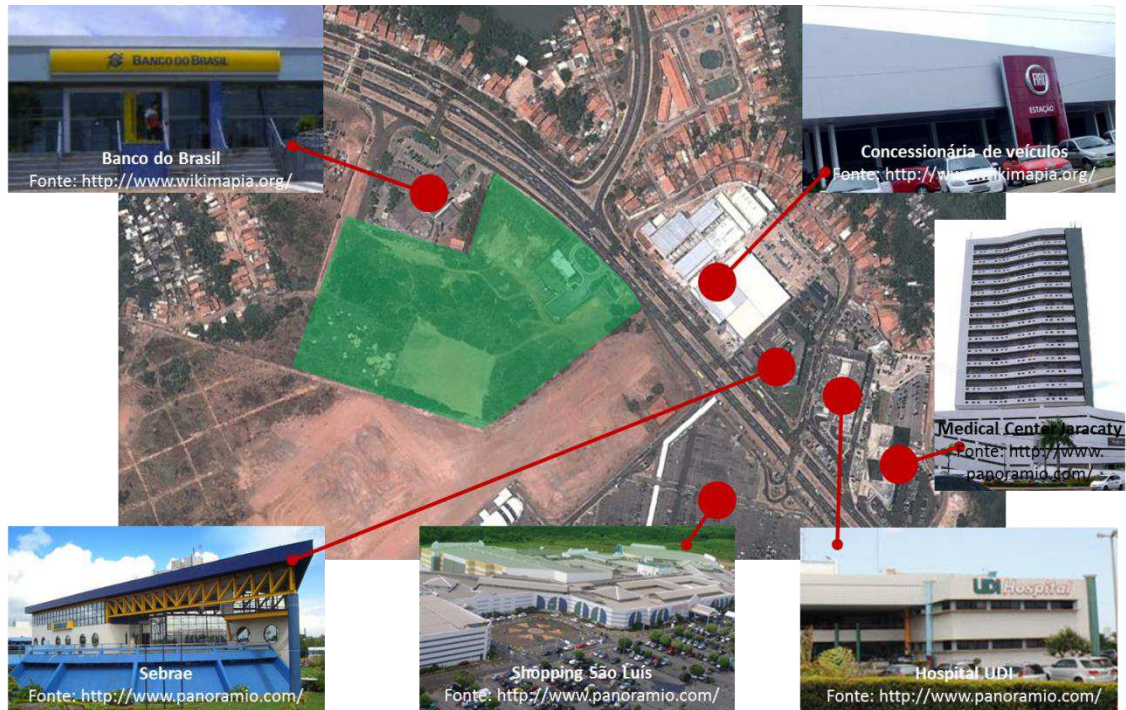 BANCO DO BRASIL
Banco do Brasil
Fonte: http://www.wikimapia.org/
FIAT
ESTAÇÃO
Concessionária de veículos
Fonte: http://www.wikimapia.org/
Medical Center Jaracaty
Fonte: http://www.
panoramio.com/
Sebrae
Fonte: http://www.panoramio.com/
Shopping São Luís
Fonte: http://www.panoramio.com/
UDI Hospital
Hospital UDI
Fonte: http://www.panoramio.com/